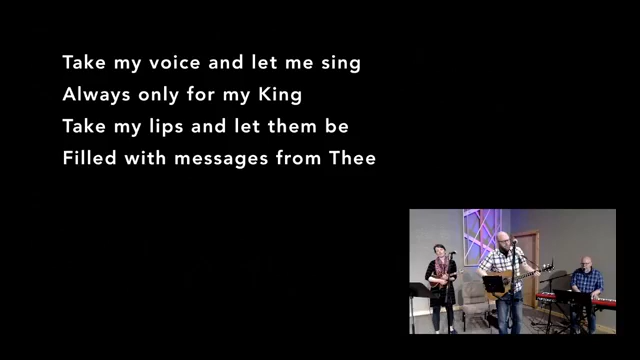 Take my voice and let me sing
Always only for my King
Take my lips and let them be
Filled with messages from Thee